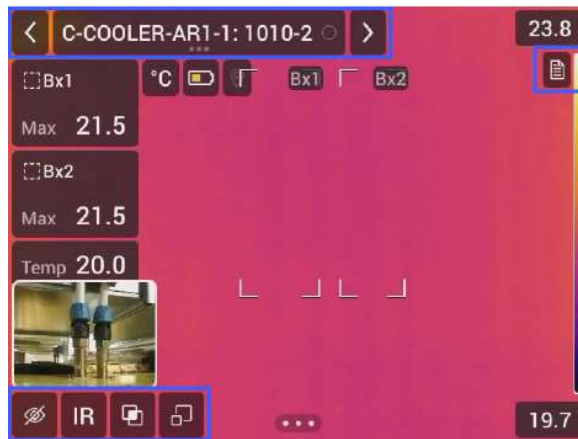 C-COOLER-AR1-1: 1010-2
23.8
Bx1
°C
Bx1
Bx2
Max 21.5
Bx2
Max 21.5
Temp 20.0
IR
19.7